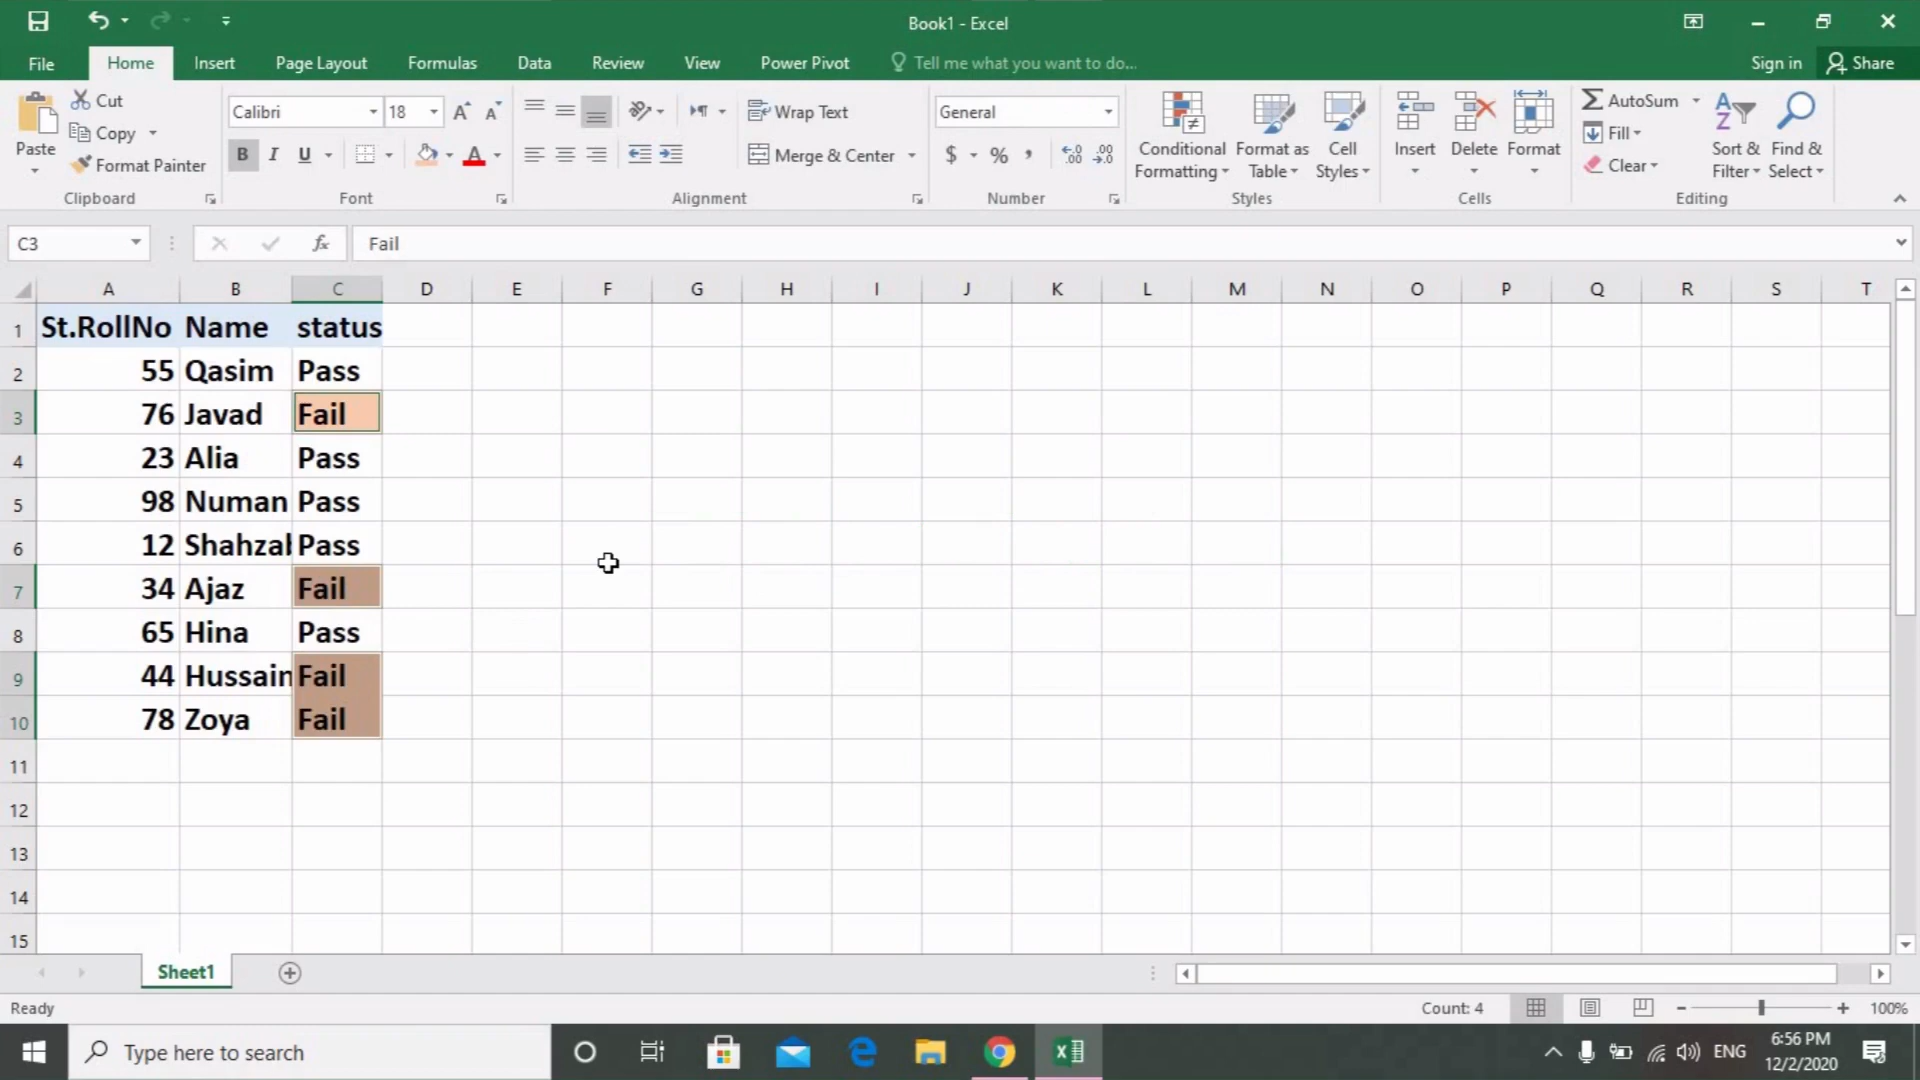 Book1 - Excel
File Home Insert Page Layout Formulas Data Review View Power Pivot Tell me what you want to do... Sign in Share
Paste
Cut
Copy
Format Painter
Clipboard
Calibri 18
B I U
Font
Wrap Text
Merge & Center
Alignment
General
$ %
Number
Conditional Formatting
Format as Table
Cell Styles
Styles
Insert Delete Format
Cells
AutoSum
Fill
Clear
Sort & Filter
Find & Select
Editing
C3 fx Fail
A B C D E F G H I J K L M N O P Q R S T
1 St.RollNo Name status
2 55 Qasim Pass
3 76 Javad Fail
4 23 Alia Pass
5 98 Numan Pass
6 12 Pass
7 34 Ajaz Fail
8 65 Hina Pass
9 44 Hussain Fail
10 78 Zoya Fail
11
12
13
14
15
Sheet1
Ready Count: 4 100%
Type here to search
ENG
6:56 PM
12/2/2020